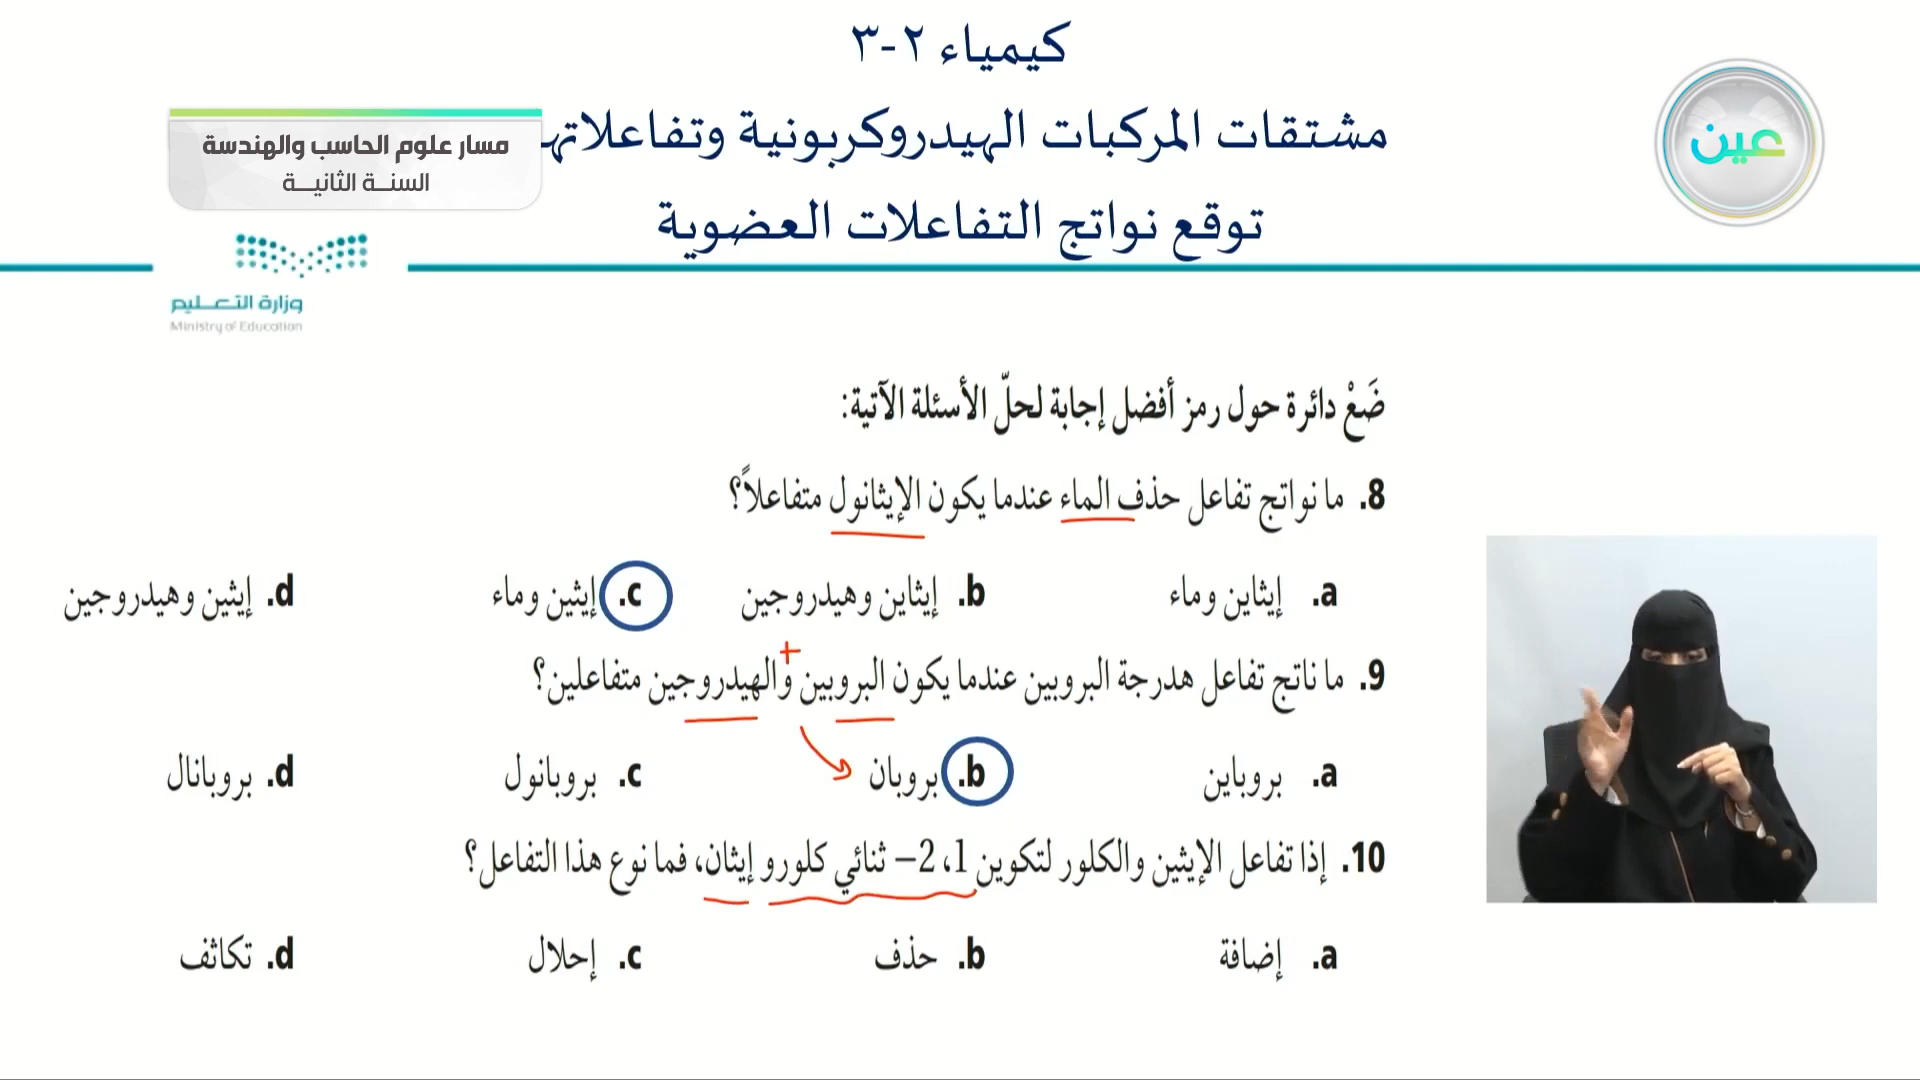 كيمياء ٢-٣
عين
مشتقات المركبات الهيدروكربونية وتفاعلاته
مسار علوم الحاسب والهندسة
السنة الثانية
توقع نواتج التفاعلات العضوية
وزارة التعليم
Ministry of Education
ضَعْ دائرة حول رمز أفضل إجابة لحلّ الأسئلة الآتية:
8. ما نواتج تفاعل حذف الماء عندما يكون الإيثانول متفاعلاً؟
a. إيثاين وماء b. إيثاين وهيدروجين c. إيثين وماء d. إيثين وهيدروجين
+
9. ما ناتج تفاعل هدرجة البروبين عندما يكون البروبين والهيدروجين متفاعلين؟
a. بروباين b. بروبان c. بروبانول d. بروبانال
10. إذا تفاعل الإيثين والكلور لتكوين 1، 2– ثنائي كلورو إيثان، فما نوع هذا التفاعل؟
a. إضافة b. حذف c. إحلال d. تكاثف